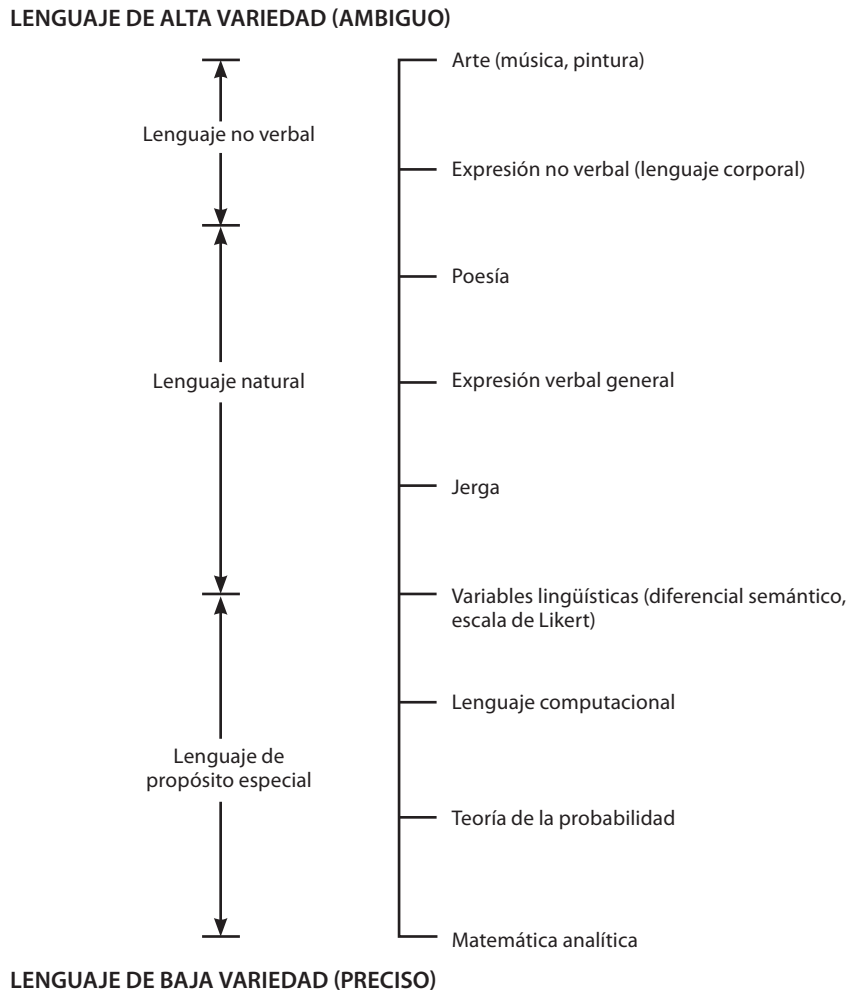 LENGUAJE DE ALTA VARIEDAD (AMBIGUO)
Arte (música, pintura)
Lenguaje no verbal
Expresión no verbal (lenguaje corporal)
Poesía
Lenguaje natural
Expresión verbal general
Jerga
Variables lingüísticas (diferencial semántico,
escala de Likert)
Lenguaje computacional
Lenguaje de
propósito especial
Teoría de la probabilidad
Matemática analítica
LENGUAJE DE BAJA VARIEDAD (PRECISO)